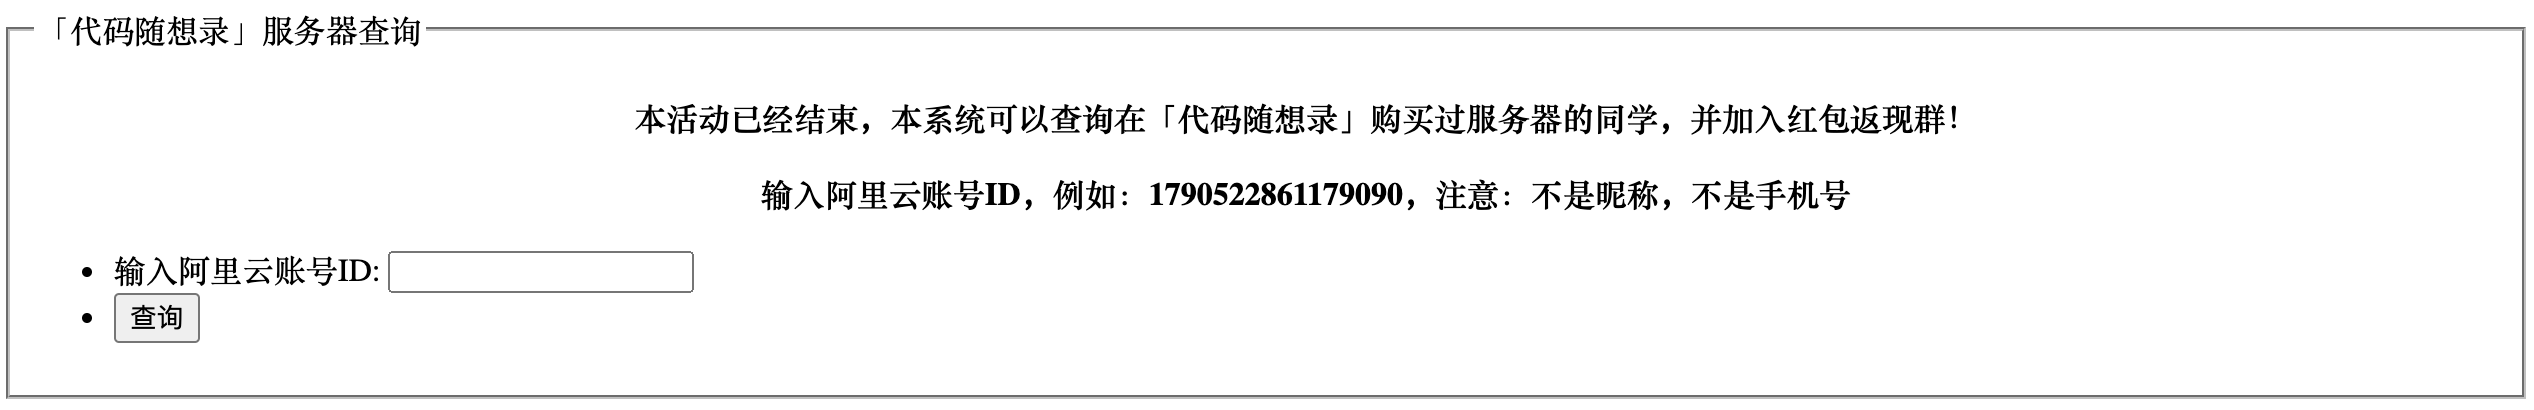 「代码随想录」服务器查询
本活动已经结束，本系统可以查询在「代码随想录」购买过服务器的同学，并加入红包返现群！
输入阿里云账号ID，例如：1790522861179090，注意：不是昵称，不是手机号
输入阿里云账号ID:
查询